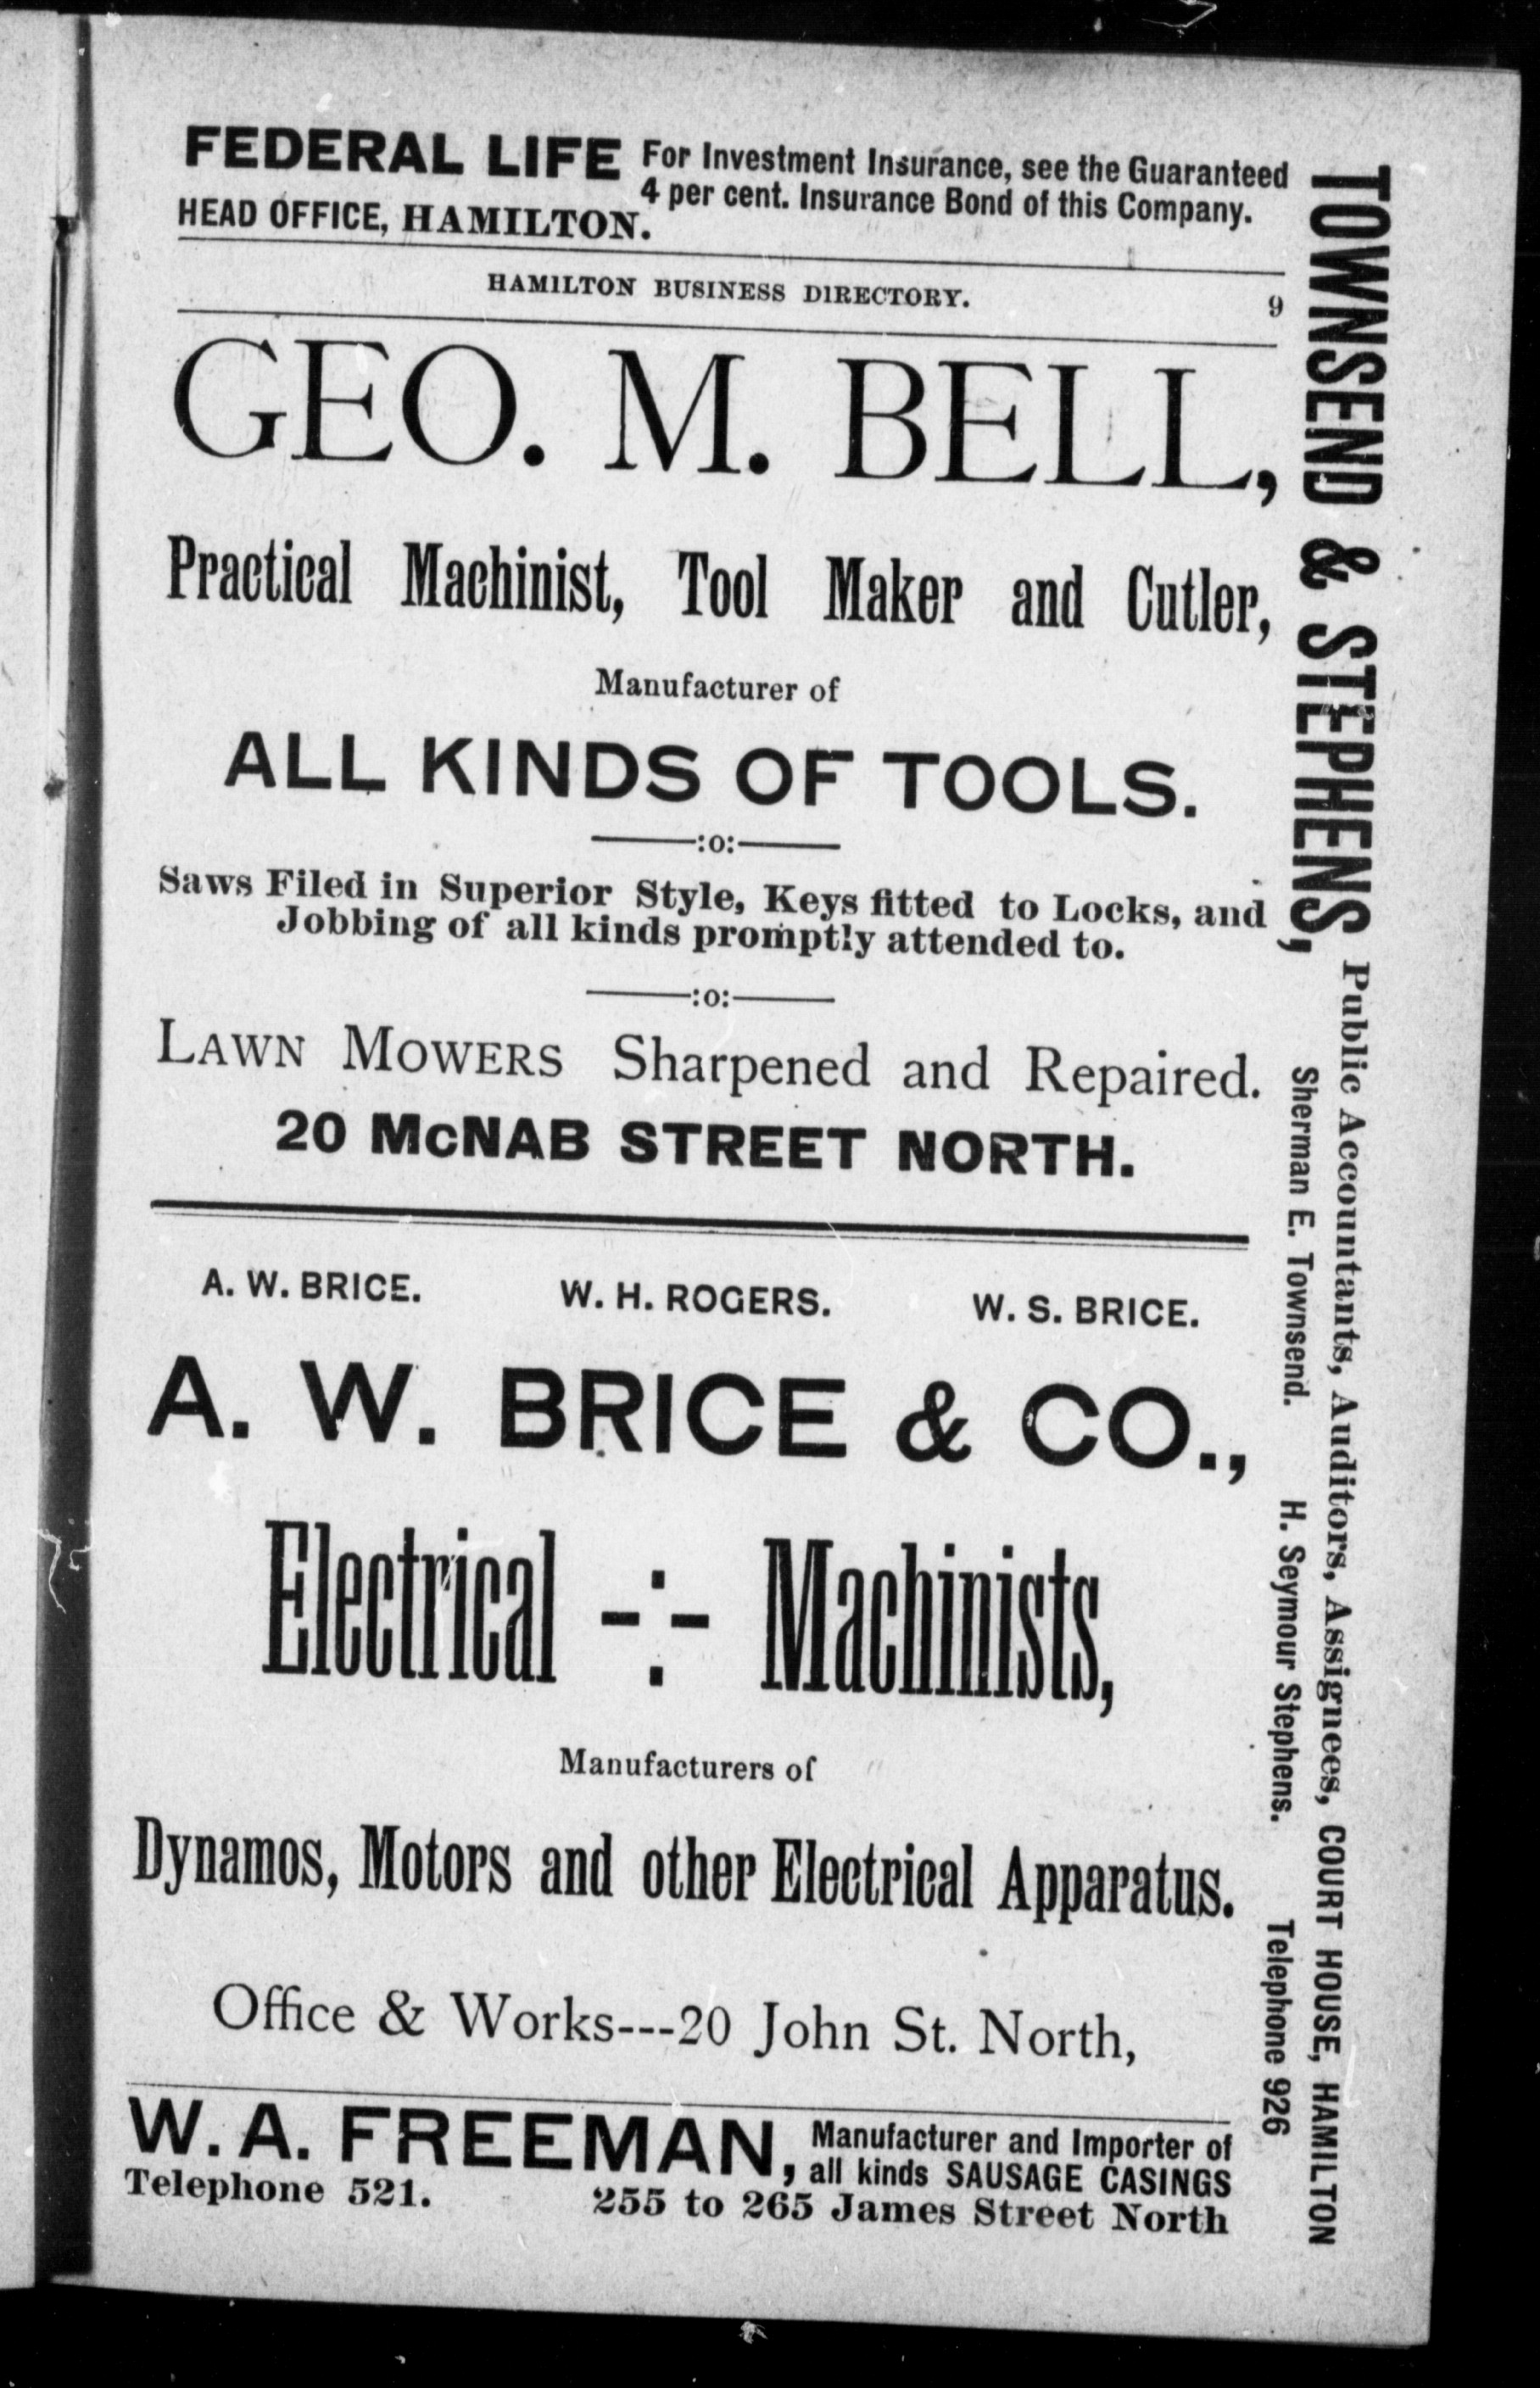 FEDERAL LIFE For Investment Insurance, see the Guaranteed
4 per cent. Insurance Bond of this Company.
HEAD OFFICE, HAMILTON.
HAMILTON BUSINESS DIRECTORY. 9
GEO. M. BELL,
Practical Machinist, Tool Maker and Cutler,
Manufacturer of
ALL KINDS OF TOOLS.
:o:
Saws Filed in Superior Style, Keys fitted to Locks, and
Jobbing of all kinds promptly attended to.
:o:
LAWN MOWERS Sharpened and Repaired.
20 McNAB STREET NORTH.
A. W. BRICE. W. H. ROGERS. W. S. BRICE.
A. W. BRICE & CO.,
Electrical -:- Machinists,
Manufacturers of
Dynamos, Motors and other Electrical Apparatus.
Office & Works---20 John St. North,
W. A. FREEMAN, Manufacturer and Importer of
all kinds SAUSAGE CASINGS
Telephone 521. 255 to 265 James Street North
TOWNSEND & STEPHENS, Public Accountants, Auditors, Assignees, COURT HOUSE, HAMILTON
Sherman E. Townsend. H. Seymour Stephens. Telephone 926